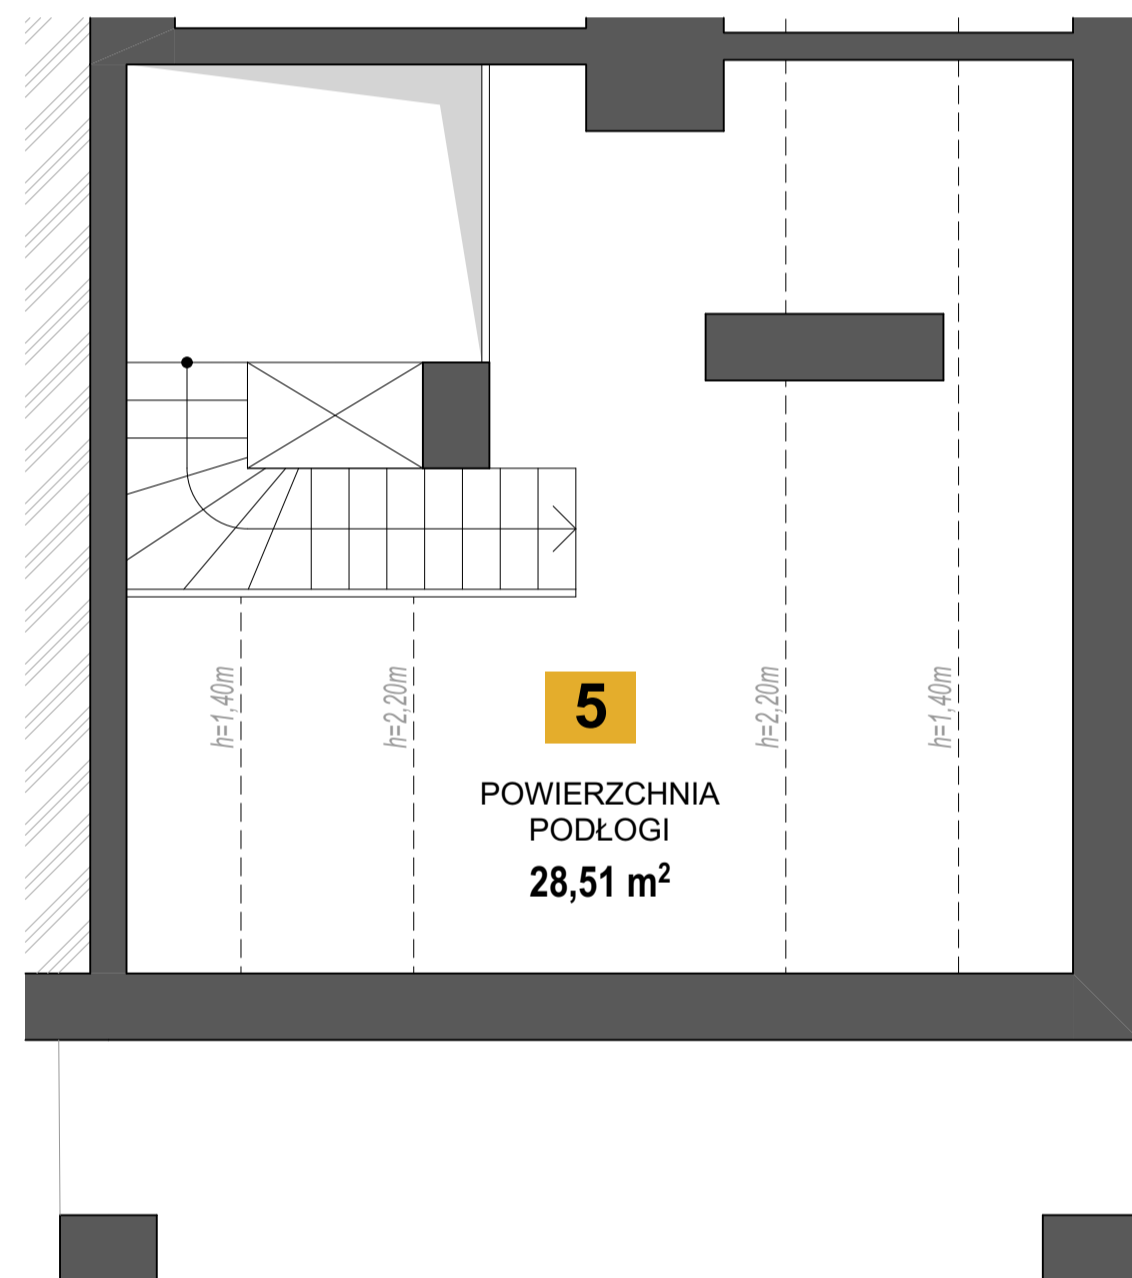 h=1,40m
h=2,20m
h=2,20m
h=1,40m
5
POWIERZCHNIA
PODŁOGI
28,51 m²